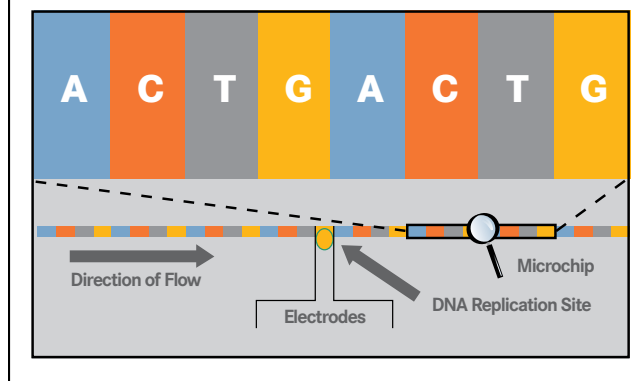 A C T G A C T G
Direction of Flow
Microchip
DNA Replication Site
Electrodes